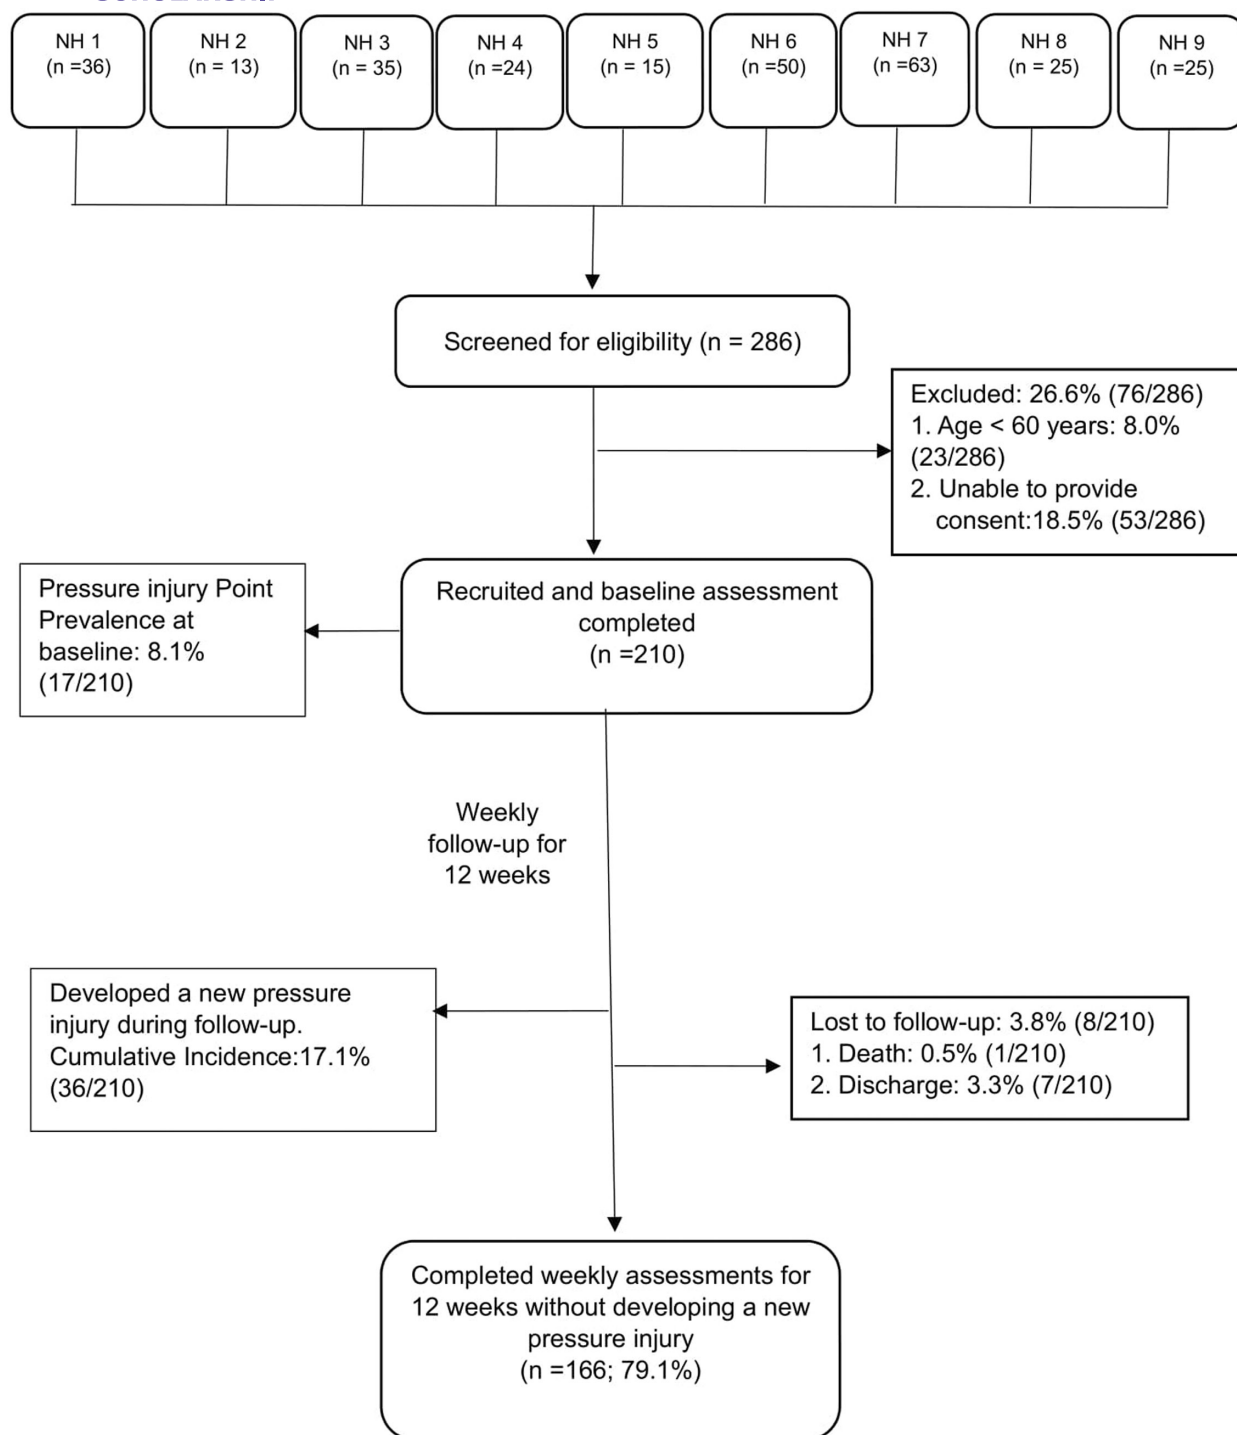 NH 1
(n =36)
NH 2
(n = 13)
NH 3
(n = 35)
NH 4
(n =24)
NH 5
(n = 15)
NH 6
(n =50)
NH 7
(n =63)
NH 8
(n = 25)
NH 9
(n =25)
Screened for eligibility (n = 286)
Excluded: 26.6% (76/286)
1. Age < 60 years: 8.0%
(23/286)
2. Unable to provide
consent:18.5% (53/286)
Recruited and baseline assessment
completed
(n =210)
Pressure injury Point
Prevalence at
baseline: 8.1%
(17/210)
Weekly
follow-up for
12 weeks
Developed a new pressure
injury during follow-up.
Cumulative Incidence:17.1%
(36/210)
Lost to follow-up: 3.8% (8/210)
1. Death: 0.5% (1/210)
2. Discharge: 3.3% (7/210)
Completed weekly assessments for
12 weeks without developing a new
pressure injury
(n =166; 79.1%)